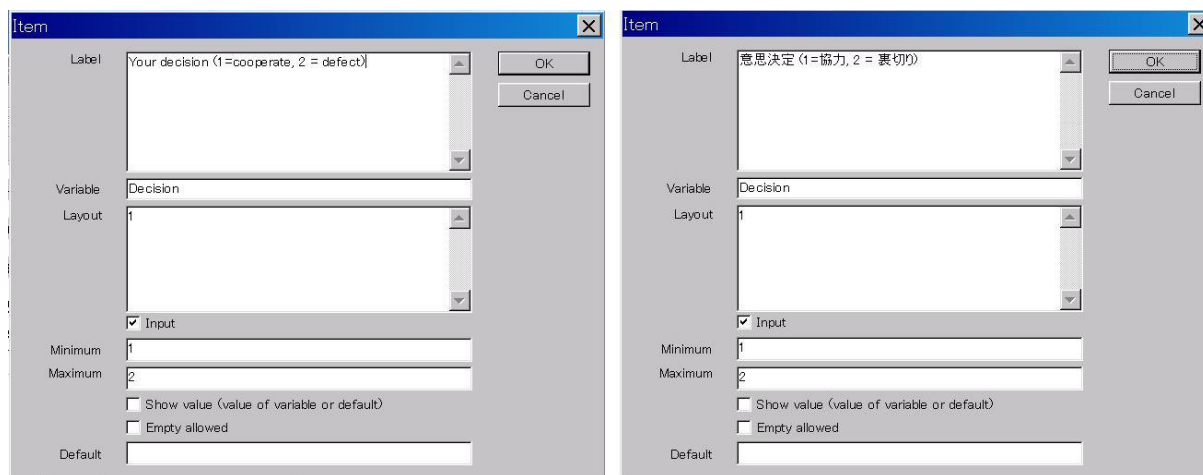 Item
Label
Your decision (1=cooperate, 2 = defect)
OK
Cancel
Variable
Decision
Layout
1
Input
Minimum
1
Maximum
2
Show value (value of variable or default)
Empty allowed
Default
Item
Label
意思決定 (1=協力, 2 = 裏切り)
OK
Cancel
Variable
Decision
Layout
1
Input
Minimum
1
Maximum
2
Show value (value of variable or default)
Empty allowed
Default